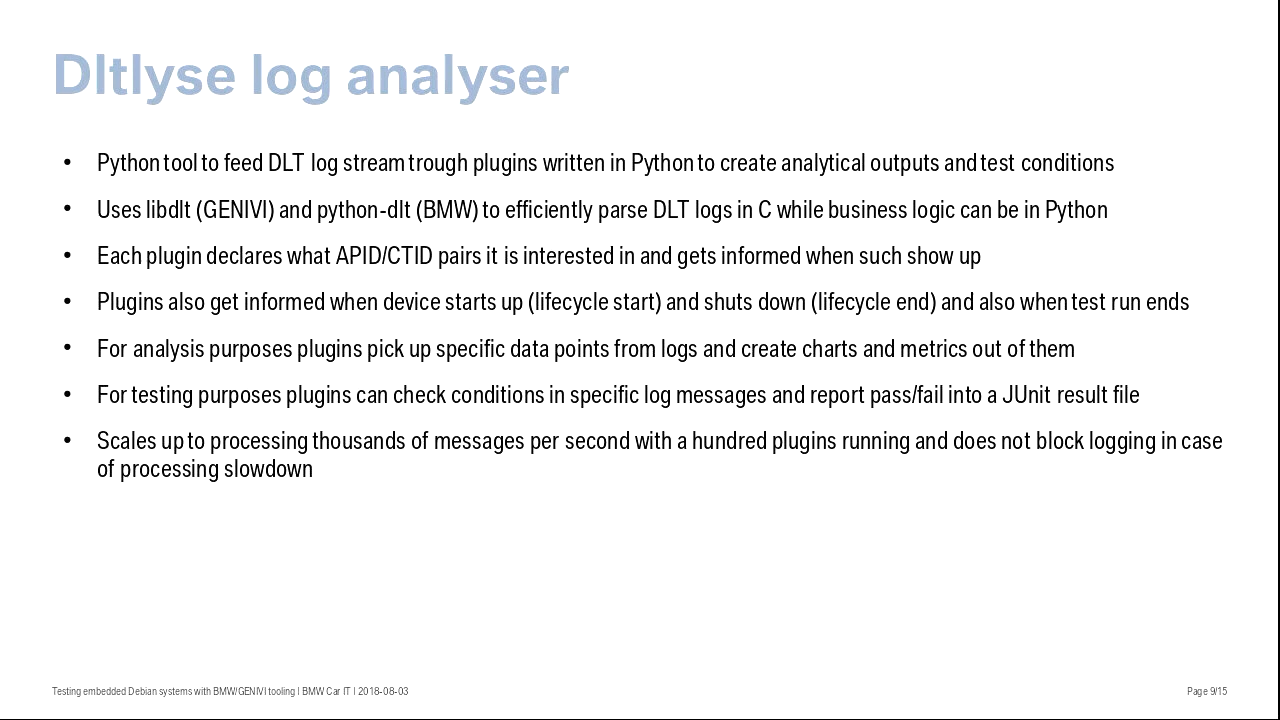 Dltlyse log analyser
• Python tool to feed DLT log stream trough plugins written in Python to create analytical outputs and test conditions
• Uses libdlt (GENIVI) and python-dlt (BMW) to efficiently parse DLT logs in C while business logic can be in Python
• Each plugin declares what APID/CTID pairs it is interested in and gets informed when such show up
• Plugins also get informed when device starts up (lifecycle start) and shuts down (lifecycle end) and also when test run ends
• For analysis purposes plugins pick up specific data points from logs and create charts and metrics out of them
• For testing purposes plugins can check conditions in specific log messages and report pass/fail into a JUnit result file
• Scales up to processing thousands of messages per second with a hundred plugins running and does not block logging in case
of processing slowdown
Testing embedded Debian systems with BMW/GENIVI tooling | BMW Car IT | 2018-08-03
Page 9/15